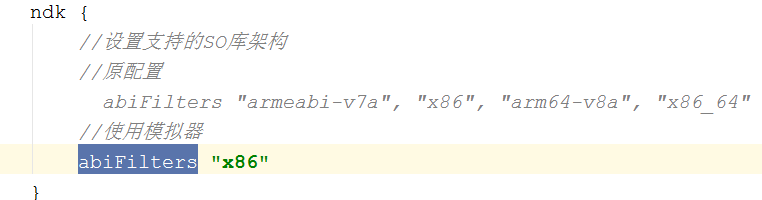 ndk {
//设置支持的SO库架构
//原配置
abiFilters "armeabi-v7a", "x86", "arm64-v8a", "x86_64"
//使用模拟器
abiFilters "x86"
}